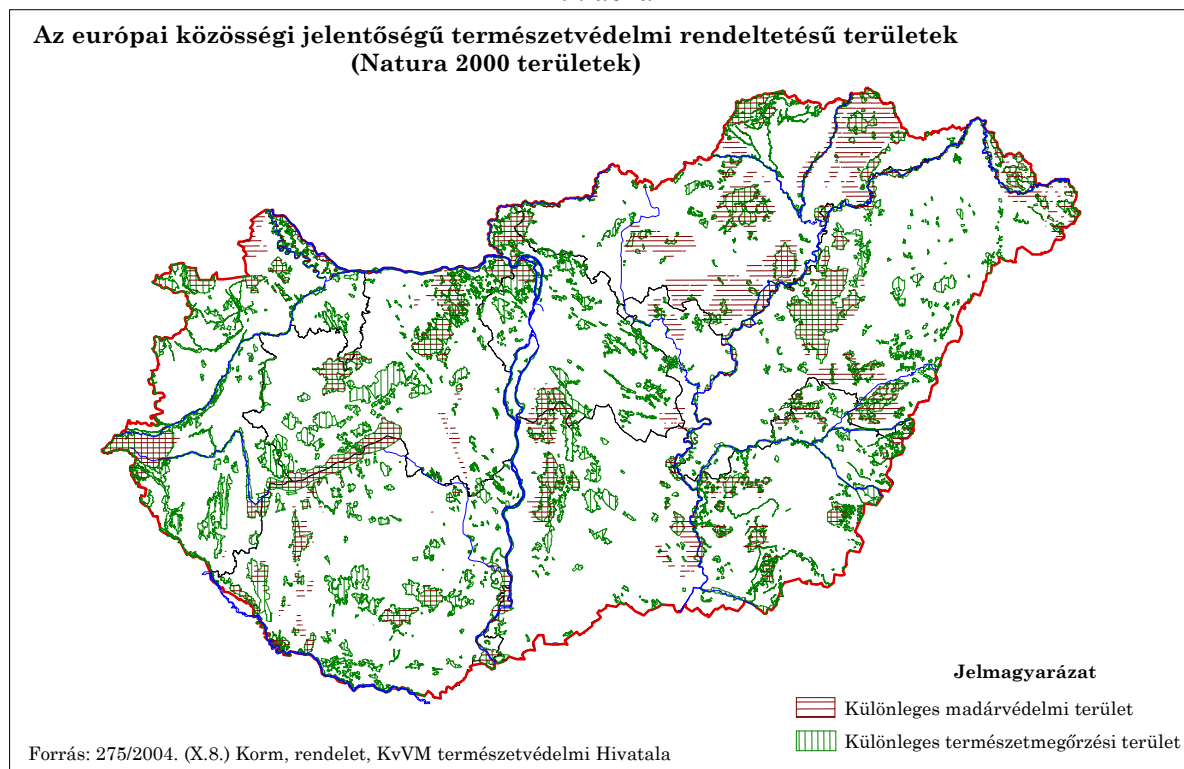 Az európai közösségi jelentőségű természetvédelmi rendeltetésű területek
(Natura 2000 területek)
Jelmagyarázat
Különleges madárvédelmi terület
Különleges természetmegőrzési terület
Forrás: 275/2004. (X.8.) Korm, rendelet, KvVM természetvédelmi Hivatala